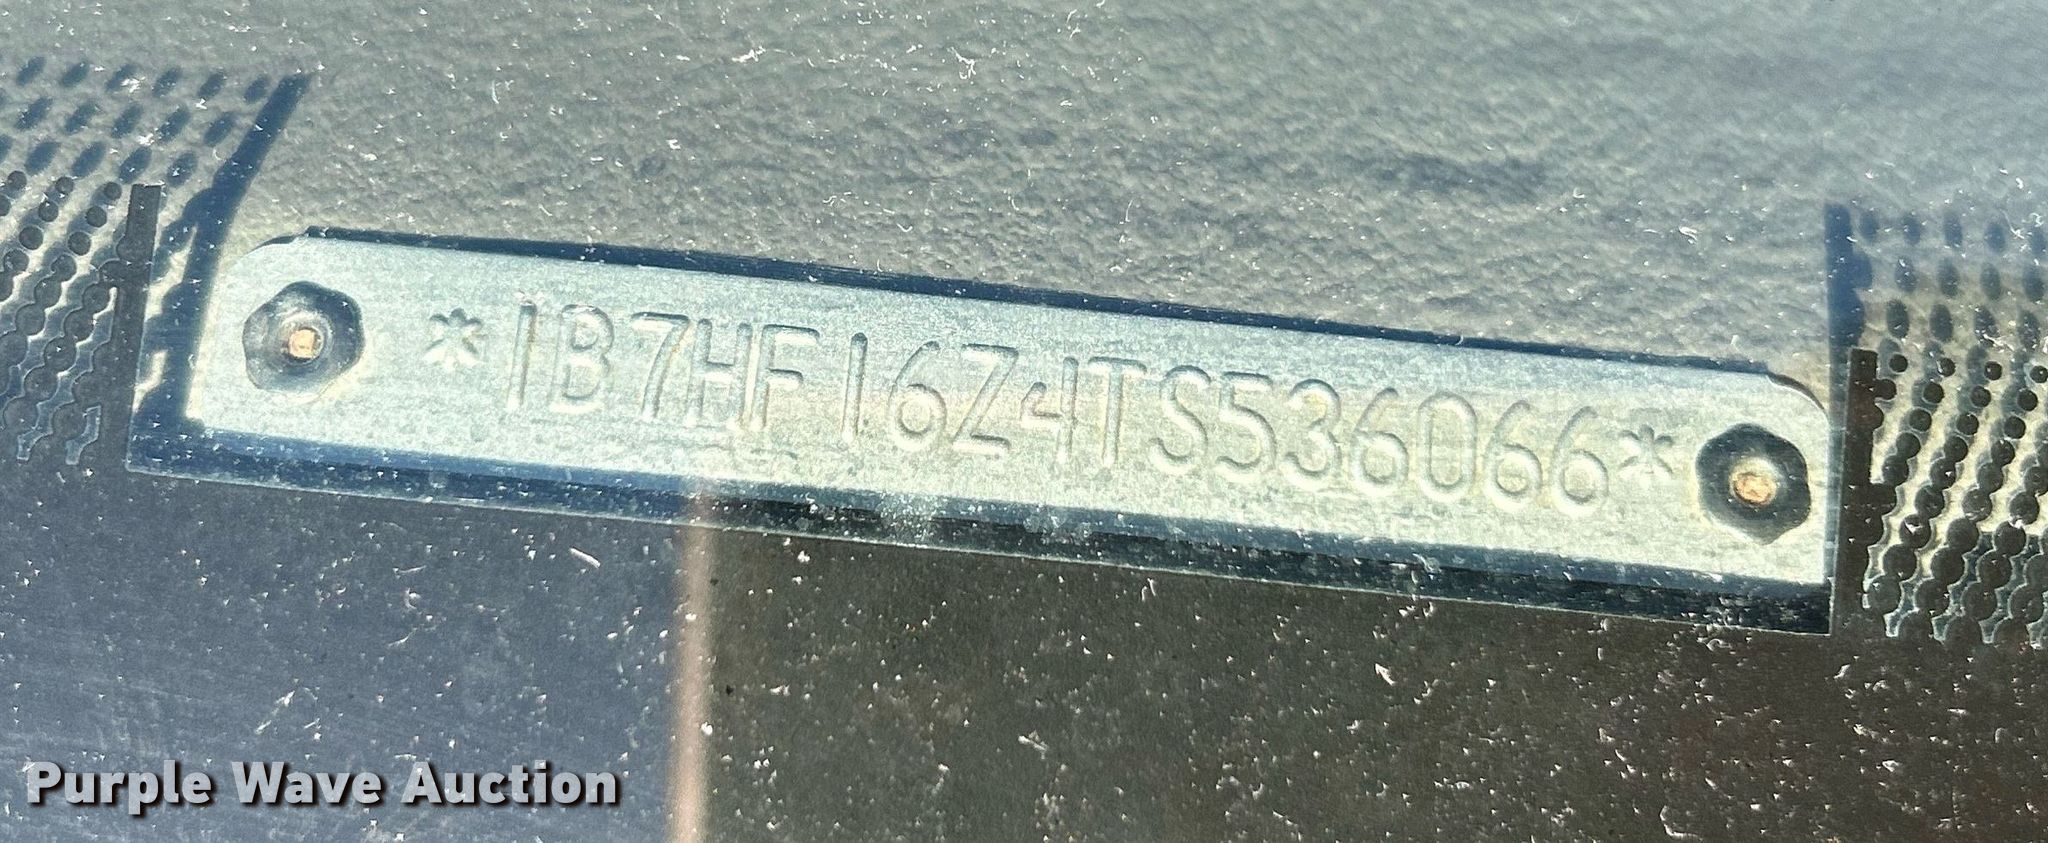 *1B7HF16Z4TS536066*
Purple Wave Auction